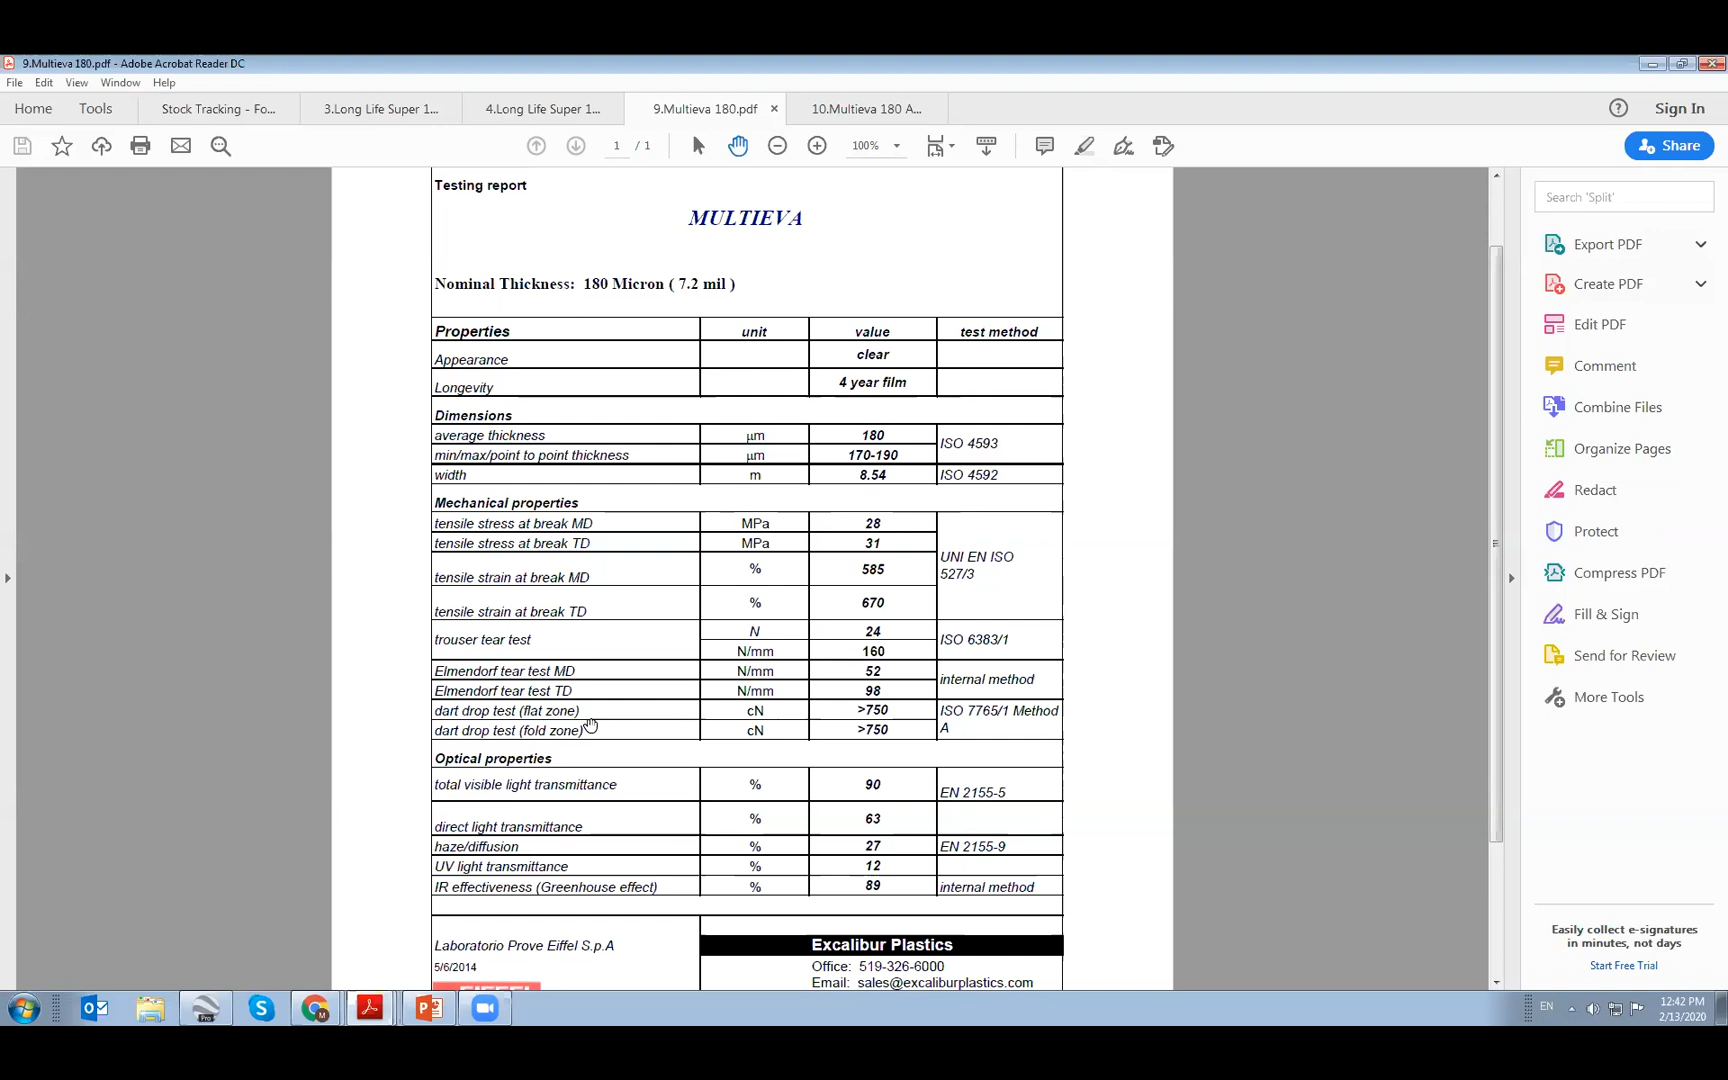 9.Multieva 180.pdf - Adobe Acrobat Reader DC
File Edit View Window Help
Home Tools Stock Tracking - Fo... 3.Long Life Super 1... 4.Long Life Super 1... 9.Multieva 180.pdf × 10.Multieva 180 A... Sign In
1 / 1 100% Share
Testing report
MULTIEVA
Nominal Thickness: 180 Micron ( 7.2 mil )
Properties unit value test method
Appearance clear
Longevity 4 year film
Dimensions
average thickness µm 180 ISO 4593
min/max/point to point thickness µm 170-190
width m 8.54 ISO 4592
Mechanical properties
tensile stress at break MD MPa 28 UNI EN ISO
527/3
tensile stress at break TD MPa 31
tensile strain at break MD % 585
tensile strain at break TD % 670
trouser tear test N 24 ISO 6383/1
N/mm 160
Elmendorf tear test MD N/mm 52 internal method
Elmendorf tear test TD N/mm 98
dart drop test (flat zone) cN >750 ISO 7765/1 Method
A
dart drop test (fold zone) cN >750
Optical properties
total visible light transmittance % 90 EN 2155-5
direct light transmittance % 63
haze/diffusion % 27 EN 2155-9
UV light transmittance % 12
IR effectiveness (Greenhouse effect) % 89 internal method
Laboratorio Prove Eiffel S.p.A
5/6/2014
EIFFEL
Excalibur Plastics
Office: 519-326-6000
Email: sales@excaliburplastics.com
Search 'Split'
Export PDF
Create PDF
Edit PDF
Comment
Combine Files
Organize Pages
Redact
Protect
Compress PDF
Fill & Sign
Send for Review
More Tools
Easily collect e-signatures
in minutes, not days
Start Free Trial
Pro
M
EN
12:42 PM
2/13/2020